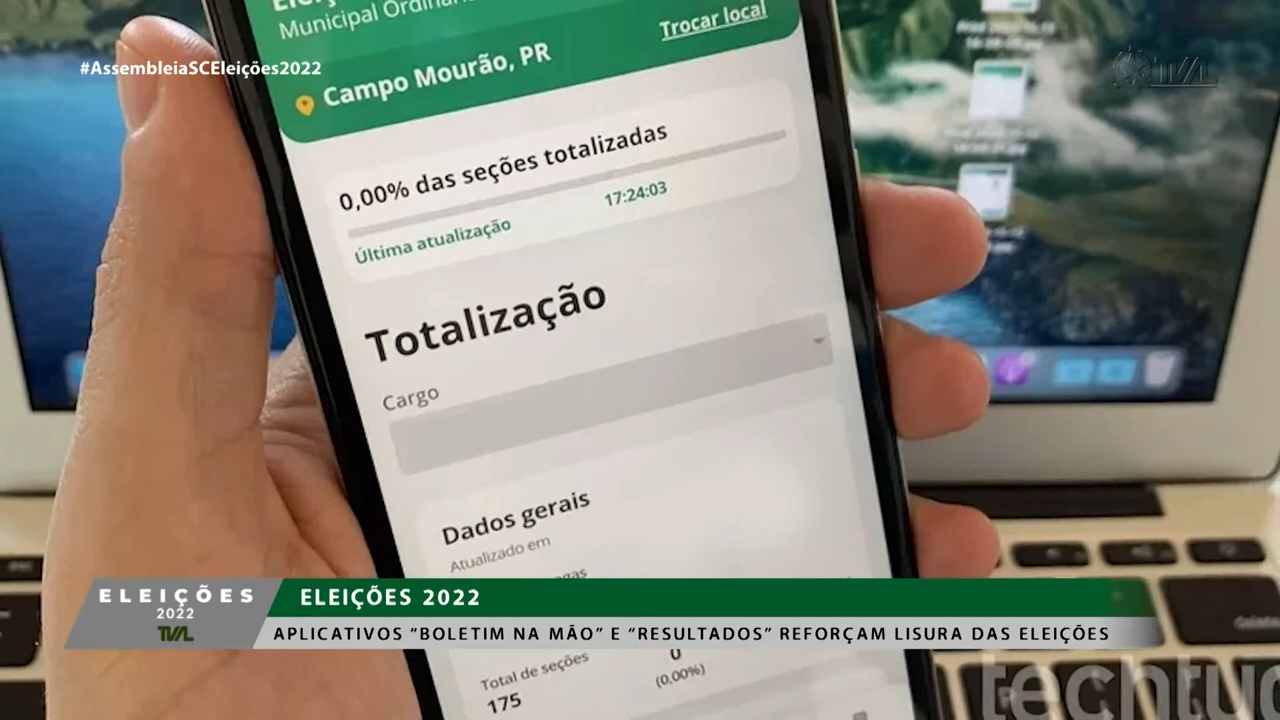 #AssembleiaSCEleições2022
TVAL
Municipal
Trocar local
Campo Mourão, PR
0,00% das seções totalizadas
Última atualização 17:24:03
Totalização
Cargo
Dados gerais
Atualizado em
Total de seções
175
0
(0,00%)
ELEIÇÕES
2022
TVAL
ELEIÇÕES 2022
APLICATIVOS “BOLETIM NA MÃO” E “RESULTADOS” REFORÇAM LISURA DAS ELEIÇÕES